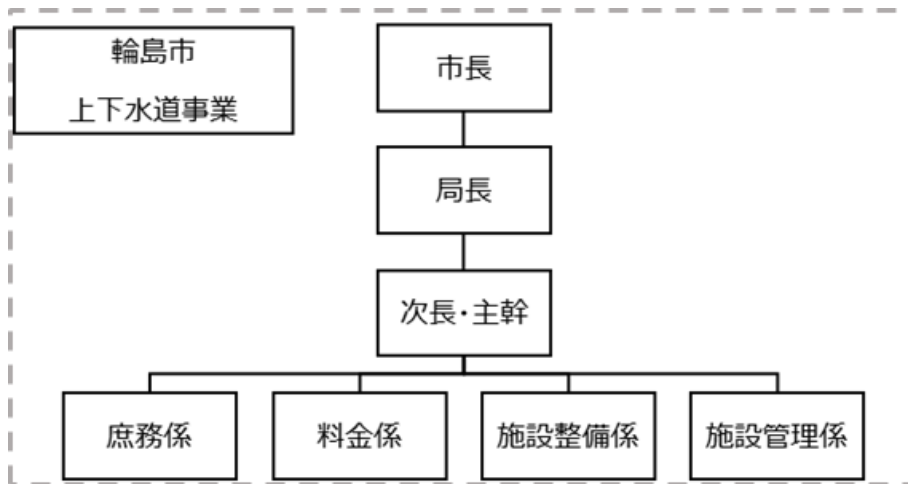 輪島市
上下水道事業
市長
局長
次長・主幹
庶務係
料金係
施設整備係
施設管理係